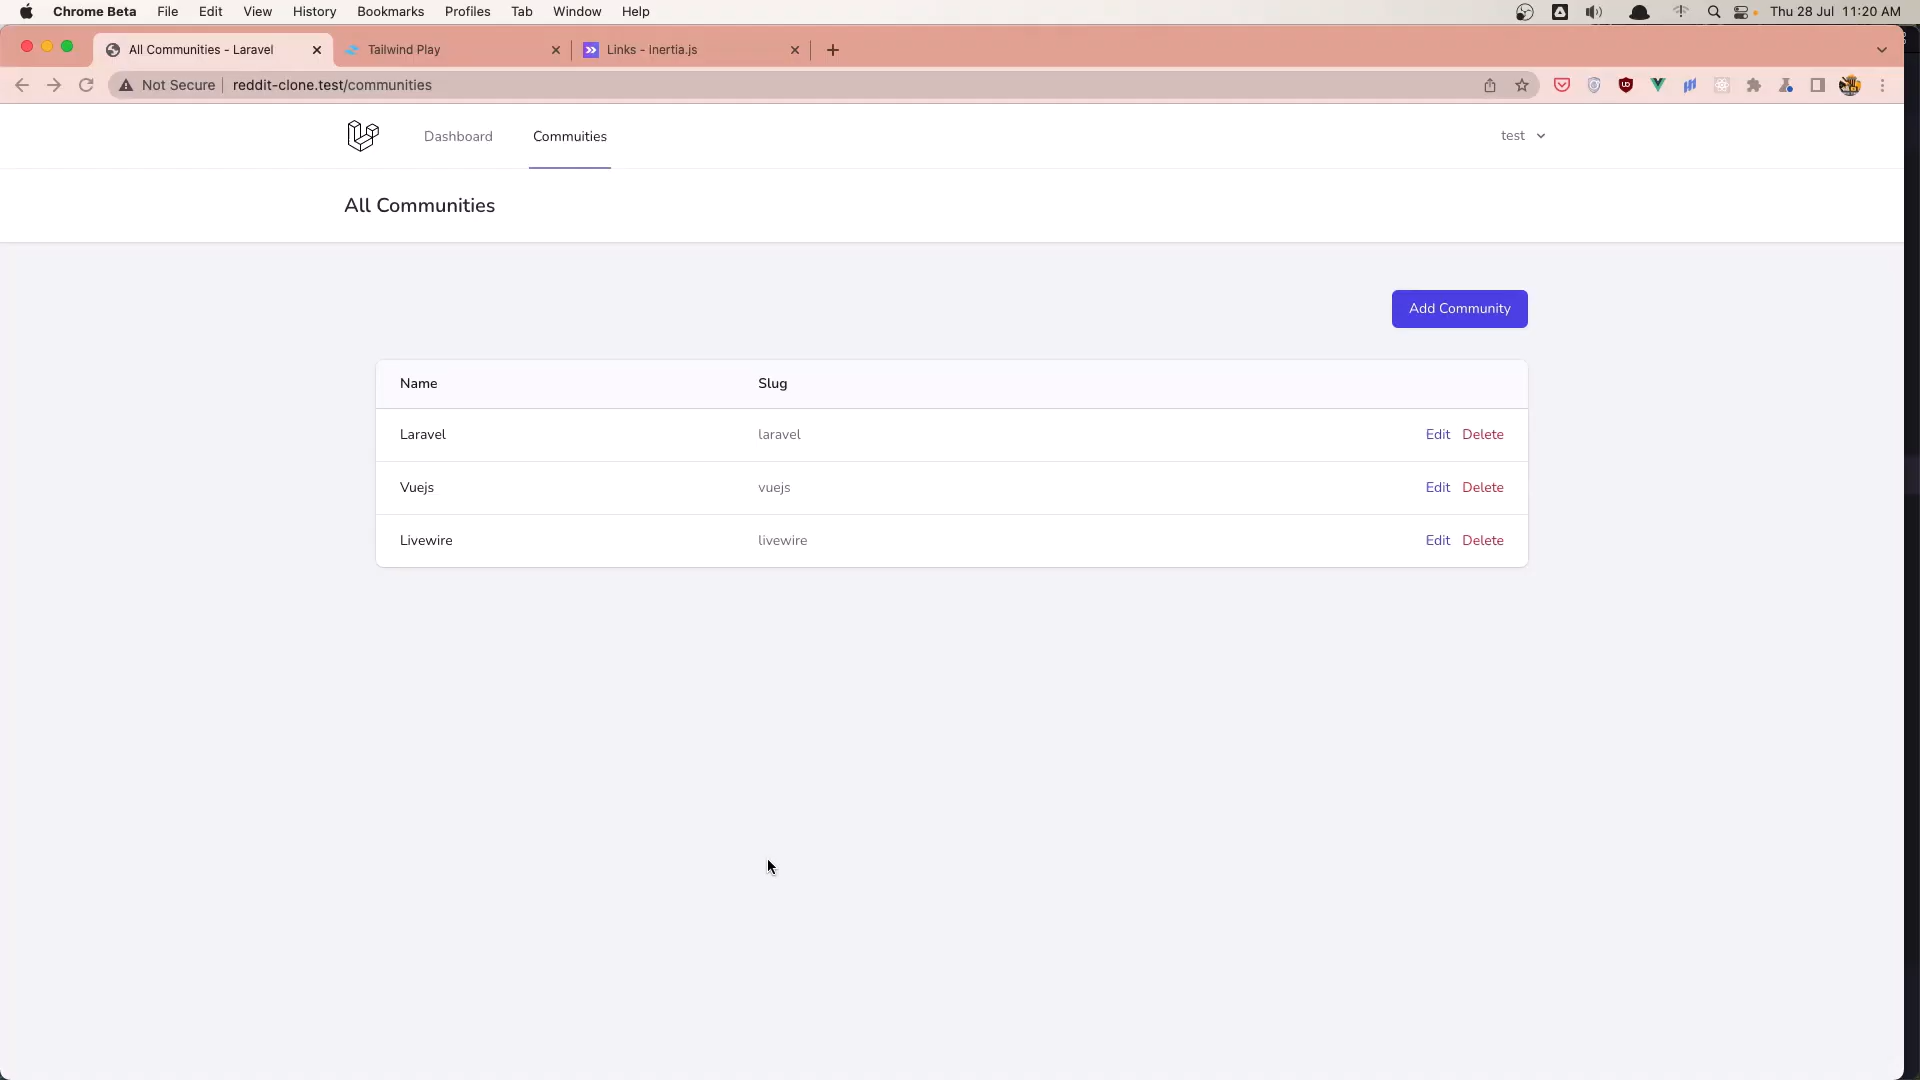 Chrome Beta File Edit View History Bookmarks Profiles Tab Window Help Thu 28 Jul 11:20 AM
All Communities - Laravel Tailwind Play Links - Inertia.js
Not Secure reddit-clone.test/communities
Dashboard Commuities test
All Communities
Add Community
Name Slug
Laravel laravel Edit Delete
Vuejs vuejs Edit Delete
Livewire livewire Edit Delete